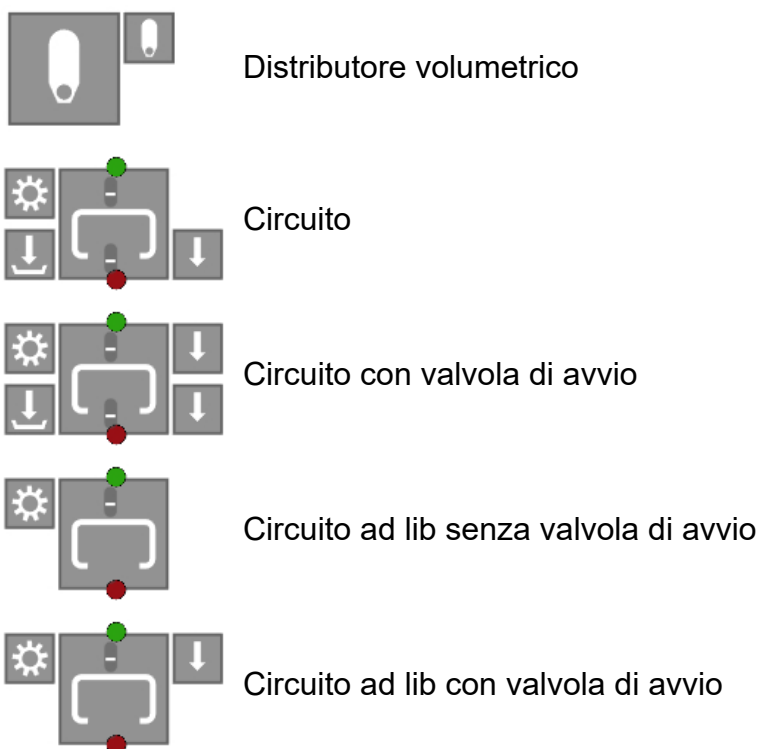 Distributore volumetrico
Circuito
Circuito con valvola di avvio
Circuito ad lib senza valvola di avvio
Circuito ad lib con valvola di avvio